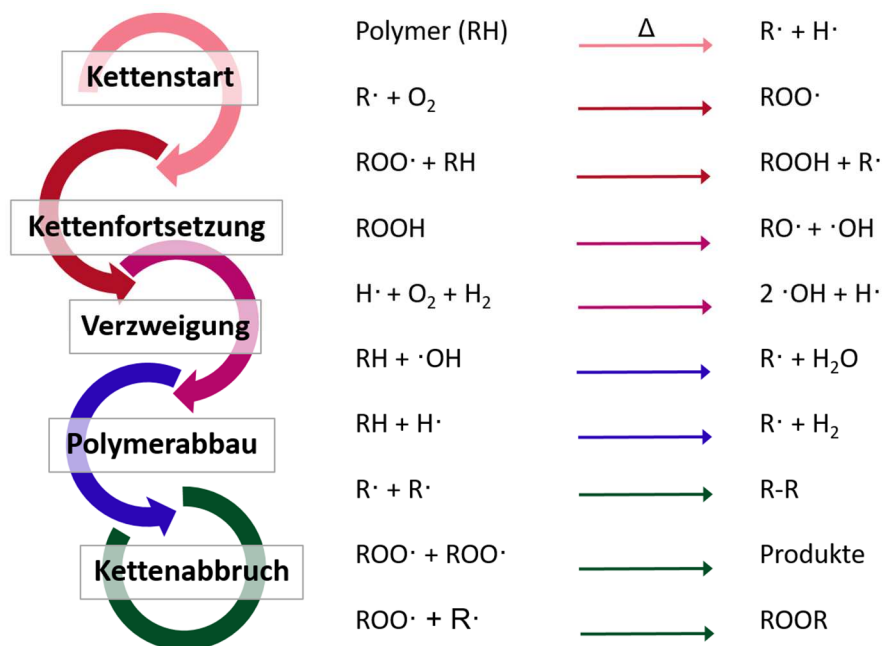 Polymer (RH) Δ R· + H·
Kettenstart
R· + O₂ ROO·
ROO· + RH ROOH + R·
Kettenfortsetzung
ROOH RO· + ·OH
H· + O₂ + H₂ 2 ·OH + H·
Verzweigung
RH + ·OH R· + H₂O
Polymerabbau
RH + H· R· + H₂
R· + R· R-R
Kettenabbruch
ROO· + ROO· Produkte
ROO· + R· ROOR